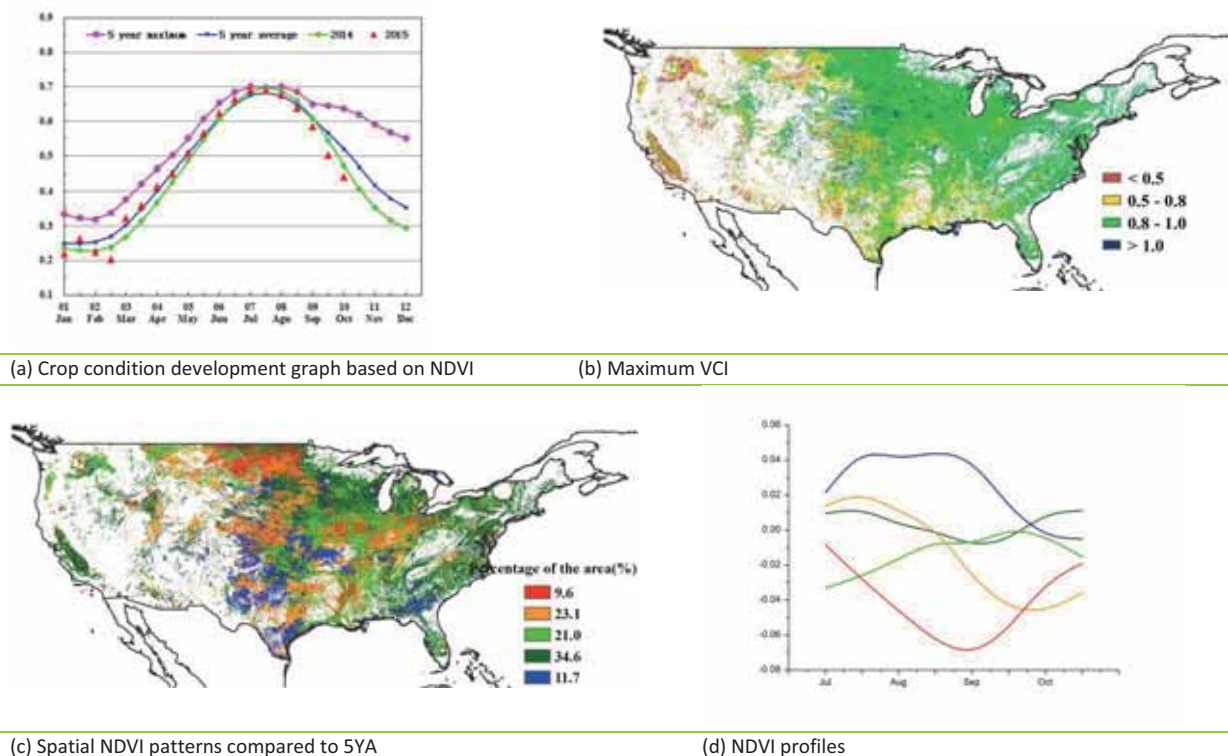 0.9
5 year maximum 5 year average 2014 2015
0.8
0.7
0.6
0.5
0.4
0.3
0.2
0.1
01 02 03 04 05 06 07 08 09 10 11 12
Jan Feb Mar Apr May Jun Jul Agu Sep Oct Nov Dec
< 0.5
0.5 - 0.8
0.8 - 1.0
> 1.0
(a) Crop condition development graph based on NDVI
(b) Maximum VCI
Percentage of the area(%)
9.6
23.1
21.0
34.6
11.7
0.06
0.04
0.02
0.00
-0.02
-0.04
-0.06
-0.08
Jul Aug Sep Oct
(c) Spatial NDVI patterns compared to 5YA
(d) NDVI profiles